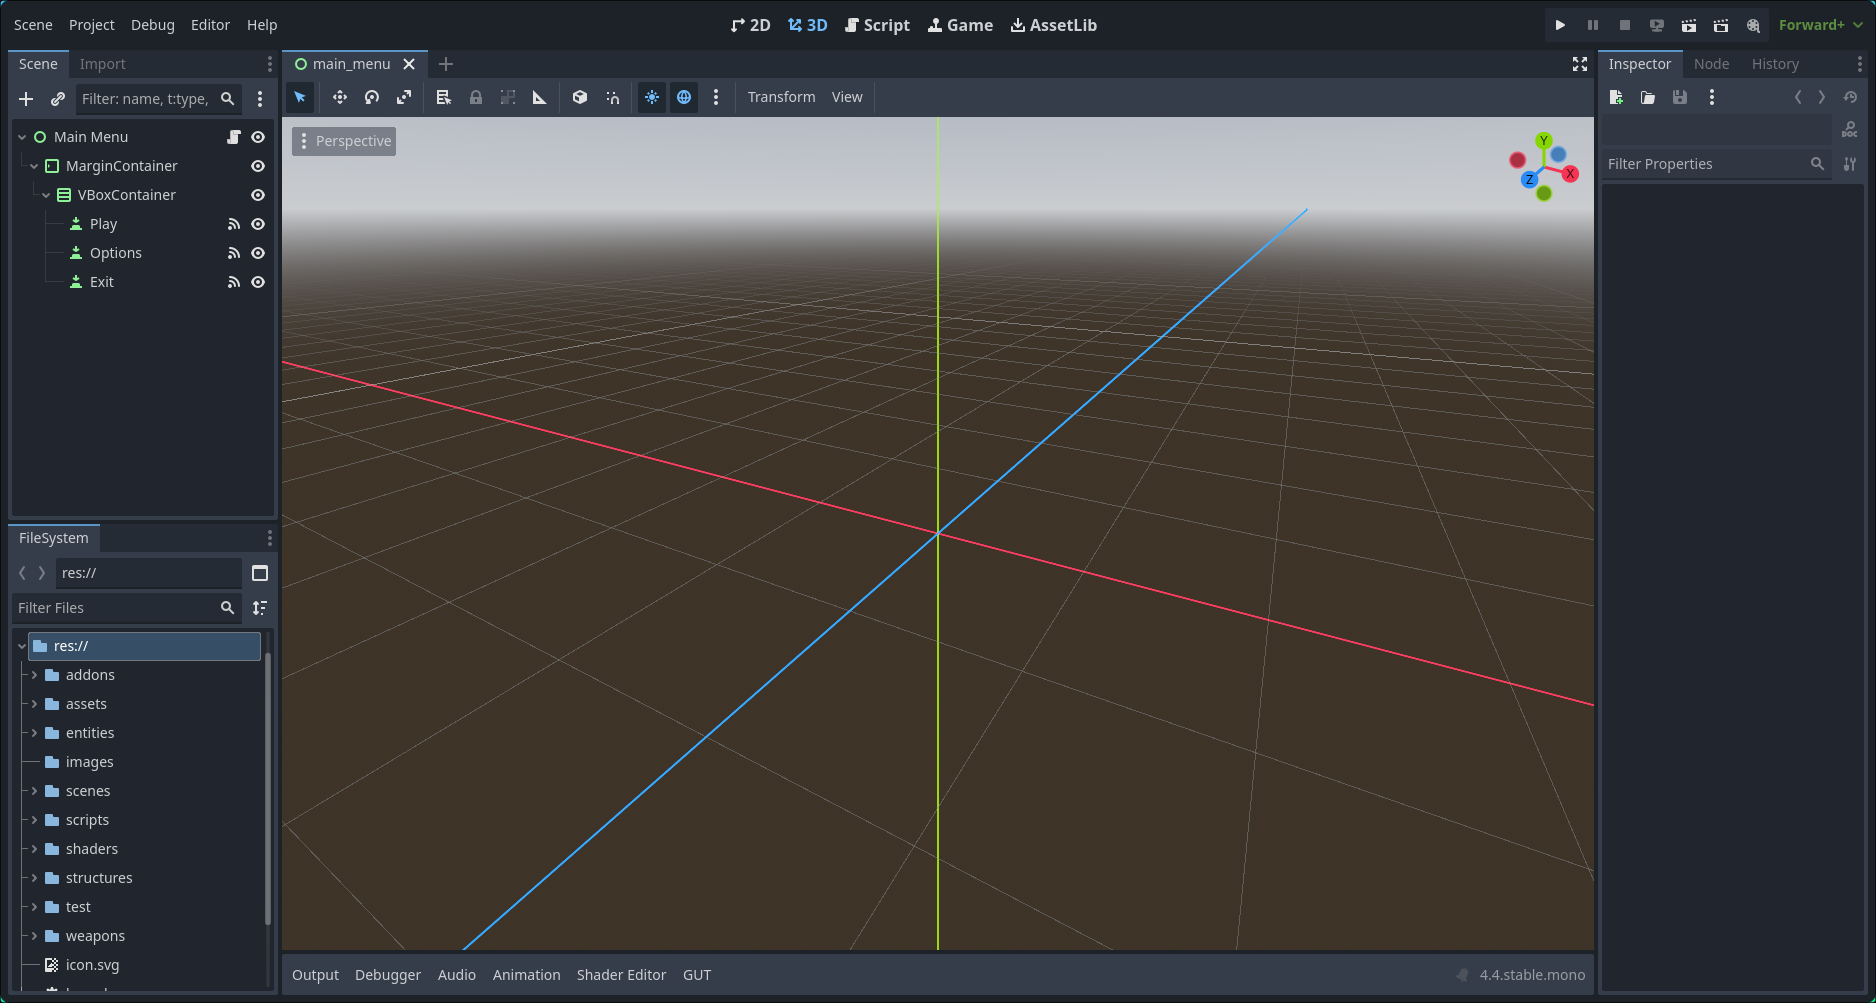 Scene Project Debug Editor Help
2D 3D Script Game AssetLib
Forward+
Scene Import
Filter: name, t:type,
Main Menu
MarginContainer
VBoxContainer
Play
Options
Exit
FileSystem
res://
Filter Files
res://
addons
assets
entities
images
scenes
scripts
shaders
structures
test
weapons
icon.svg
main_menu
Transform View
Perspective
Y
X
Z
Output Debugger Audio Animation Shader Editor GUT
4.4.stable.mono
Inspector Node History
Filter Properties